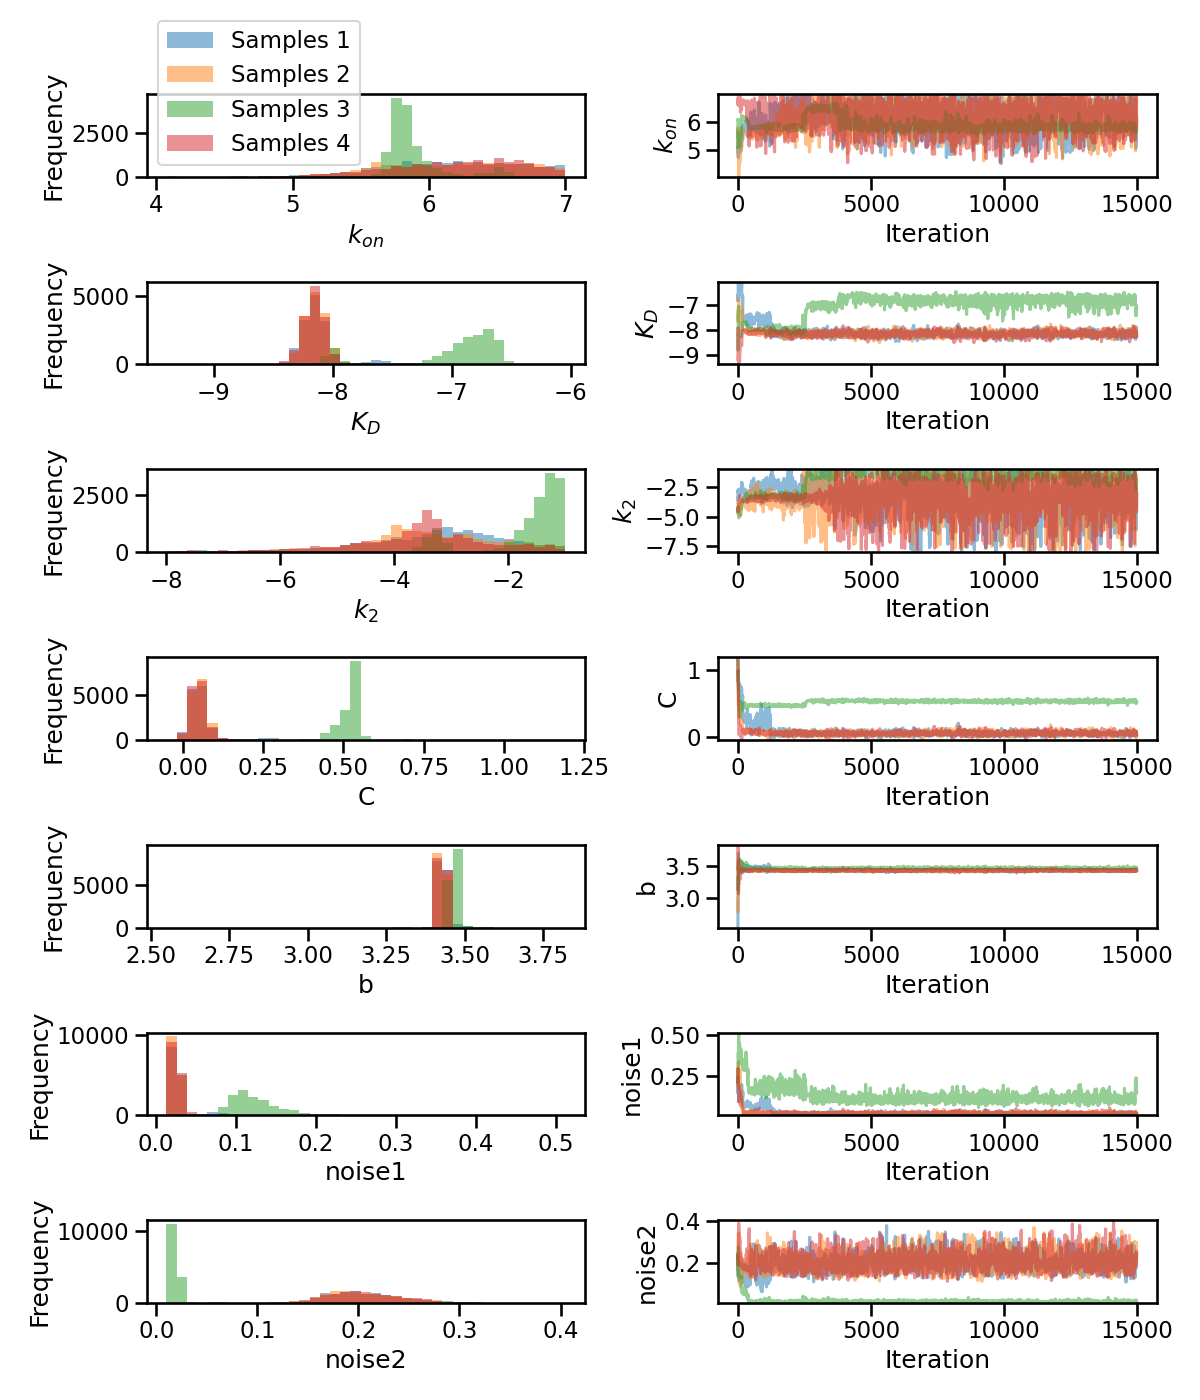 Samples 1
Samples 2
Samples 3
Samples 4
Frequency
2500
0
4 5 6 7
k_on
k_on
6
5
0 5000 10000 15000
Iteration
Frequency
5000
0
−9 −8 −7 −6
K_D
K_D
−7
−8
−9
0 5000 10000 15000
Iteration
Frequency
2500
0
−8 −6 −4 −2
k_2
k_2
−2.5
−5.0
−7.5
0 5000 10000 15000
Iteration
Frequency
5000
0
0.00 0.25 0.50 0.75 1.00 1.25
C
C
1
0
0 5000 10000 15000
Iteration
Frequency
5000
0
2.50 2.75 3.00 3.25 3.50 3.75
b
b
3.5
3.0
0 5000 10000 15000
Iteration
Frequency
10000
0
0.0 0.1 0.2 0.3 0.4 0.5
noise1
noise1
0.50
0.25
0 5000 10000 15000
Iteration
Frequency
10000
0
0.0 0.1 0.2 0.3 0.4
noise2
noise2
0.4
0.2
0 5000 10000 15000
Iteration